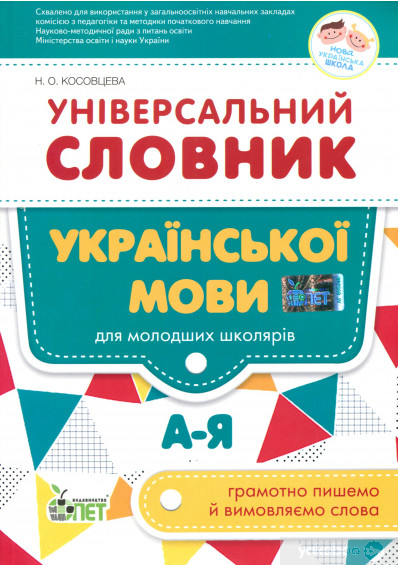 Схвалено для використання у загальноосвітніх навчальних закладах
комісією з педагогіки та методики початкового навчання
Науково-методичної ради з питань освіти
Міністерства освіти і науки України
НОВА
УКРАЇНСЬКА
ШКОЛА
Н. О. КОСОВЦЕВА
УНІВЕРСАЛЬНИЙ
СЛОВНИК
УКРАЇНСЬКОЇ
МОВИ
ПЕТ
для молодших школярів
А-Я
видавництво
ПЕТ
грамотно пишемо
й вимовляємо слова